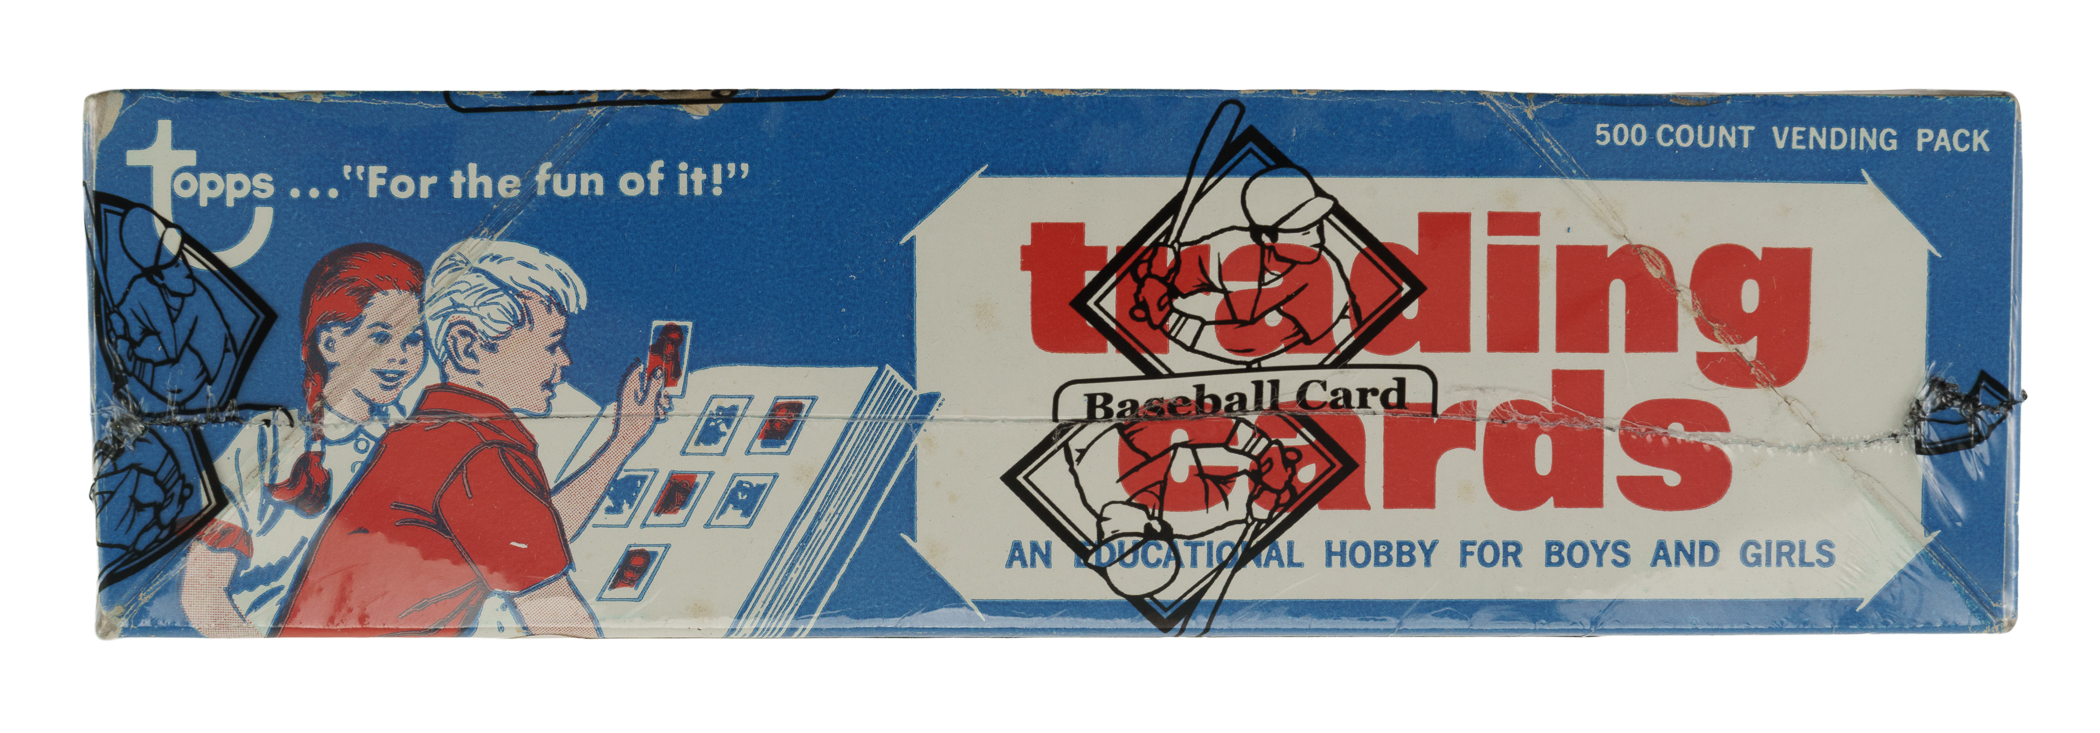 500 COUNT VENDING PACK
topps ..."For the fun of it!"
trading
Baseball Card
cards
AN EDUCATIONAL HOBBY FOR BOYS AND GIRLS